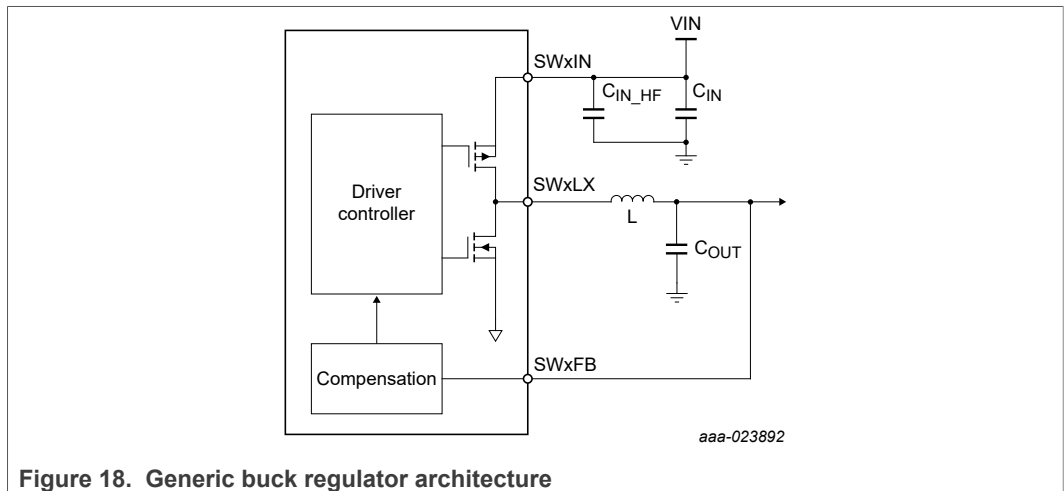 VIN
SWxIN
C_IN_HF
C_IN
Driver
controller
SWxLX
L
C_OUT
Compensation
SWxFB
aaa-023892
Figure 18. Generic buck regulator architecture